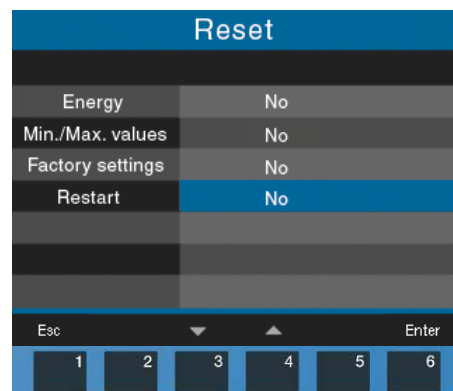 Reset
Energy No
Min./Max. values No
Factory settings No
Restart No
Esc Enter
1 2 3 4 5 6